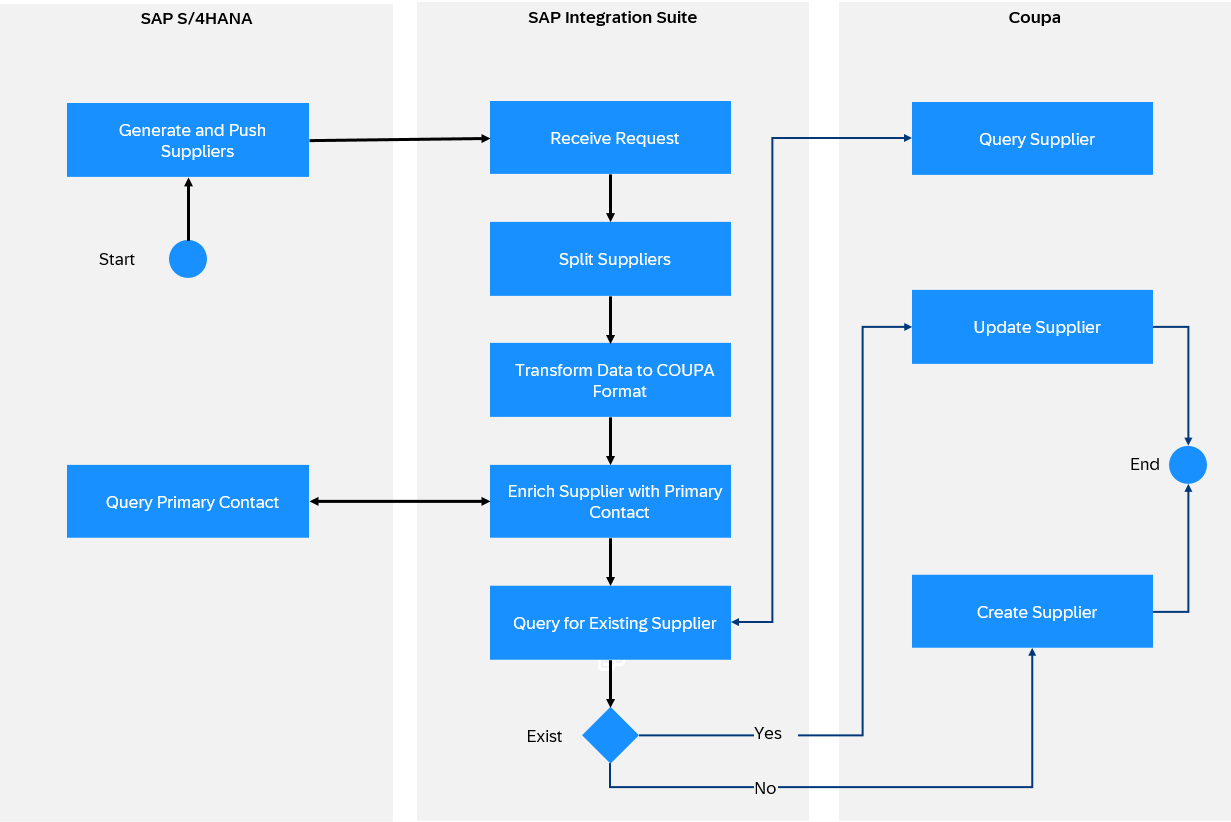 SAP S/4HANA
SAP Integration Suite
Coupa
Generate and Push
Suppliers
Receive Request
Query Supplier
Start
Split Suppliers
Update Supplier
Transform Data to COUPA
Format
End
Query Primary Contact
Enrich Supplier with Primary
Contact
Create Supplier
Query for Existing Supplier
Exist
Yes
No